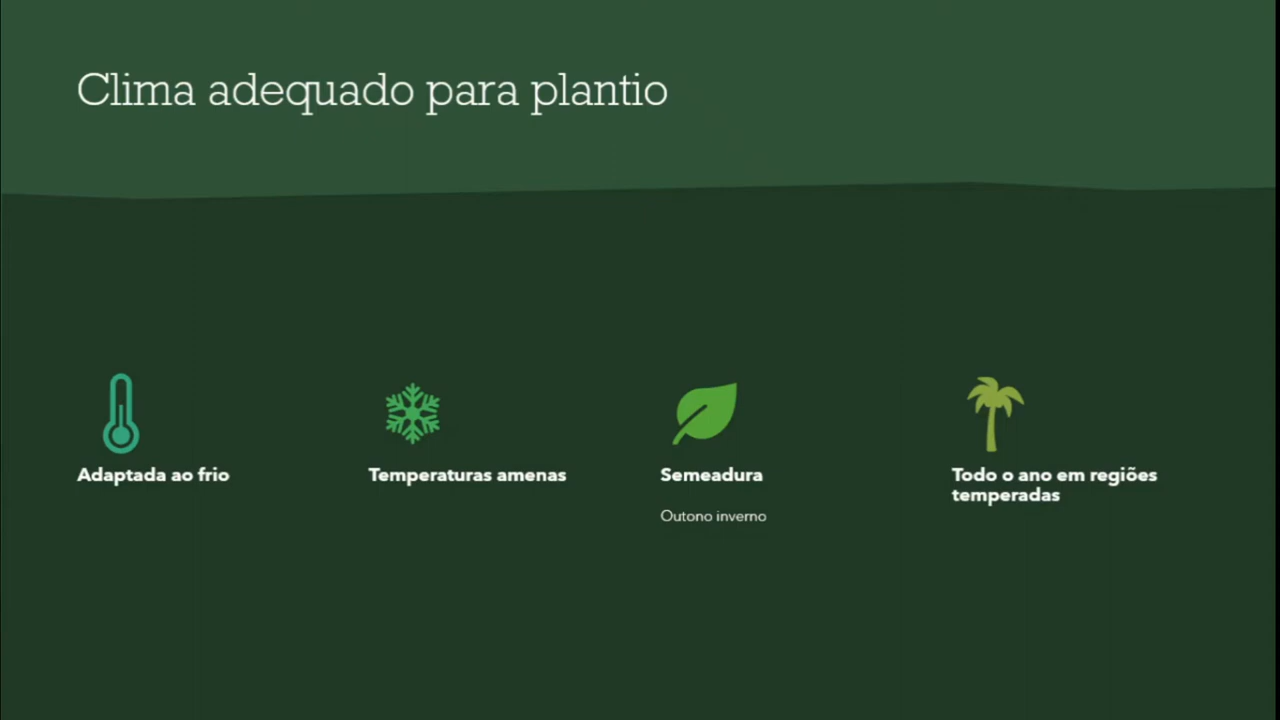 Clima adequado para plantio
Adaptada ao frio
Temperaturas amenas
Semeadura
Outono inverno
Todo o ano em regiões
temperadas